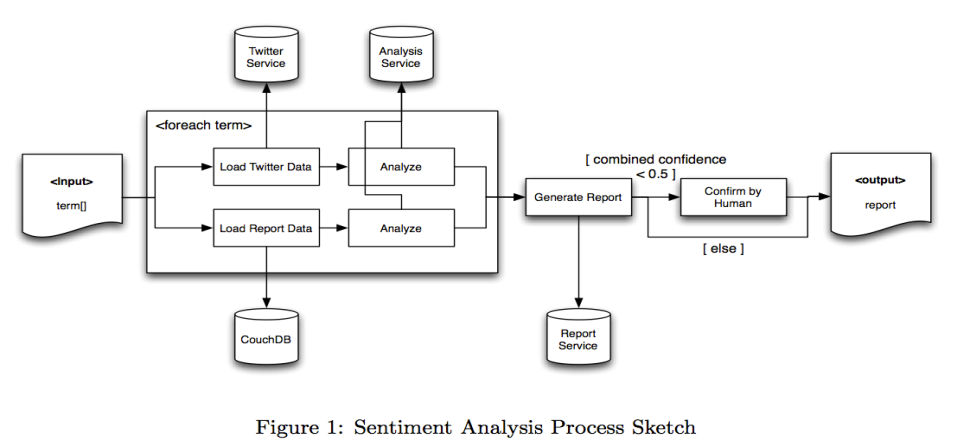 Twitter
Service
Analysis
Service
<foreach term>
<Input>
term[]
Load Twitter Data
Analyze
Load Report Data
Analyze
[ combined confidence
< 0.5 ]
Generate Report
Confirm by
Human
[ else ]
<output>
report
CouchDB
Report
Service
Figure 1: Sentiment Analysis Process Sketch